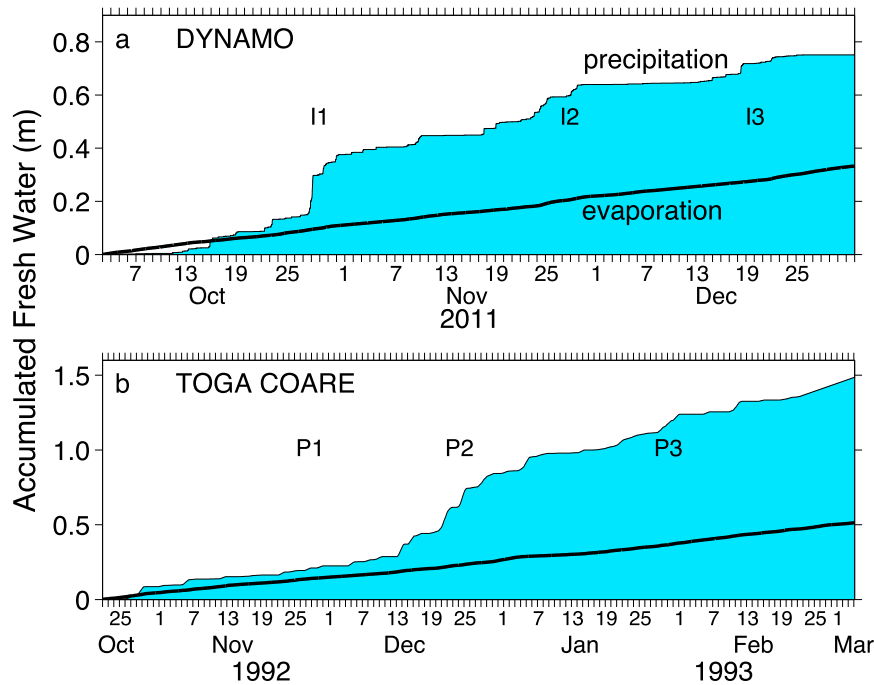 a DYNAMO
precipitation
I1 I2 I3
evaporation
0.8
0.6
0.4
0.2
0
7 13 19 25 1 7 13 19 25 1 7 13 19 25
Oct Nov Dec
2011
Accumulated Fresh Water (m)
b TOGA COARE
P1 P2 P3
1.5
1.0
0.5
0
25 1 7 13 19 25 1 7 13 19 25 1 7 13 19 25 1 7 13 19 25 1
Oct Nov Dec Jan Feb Mar
1992 1993